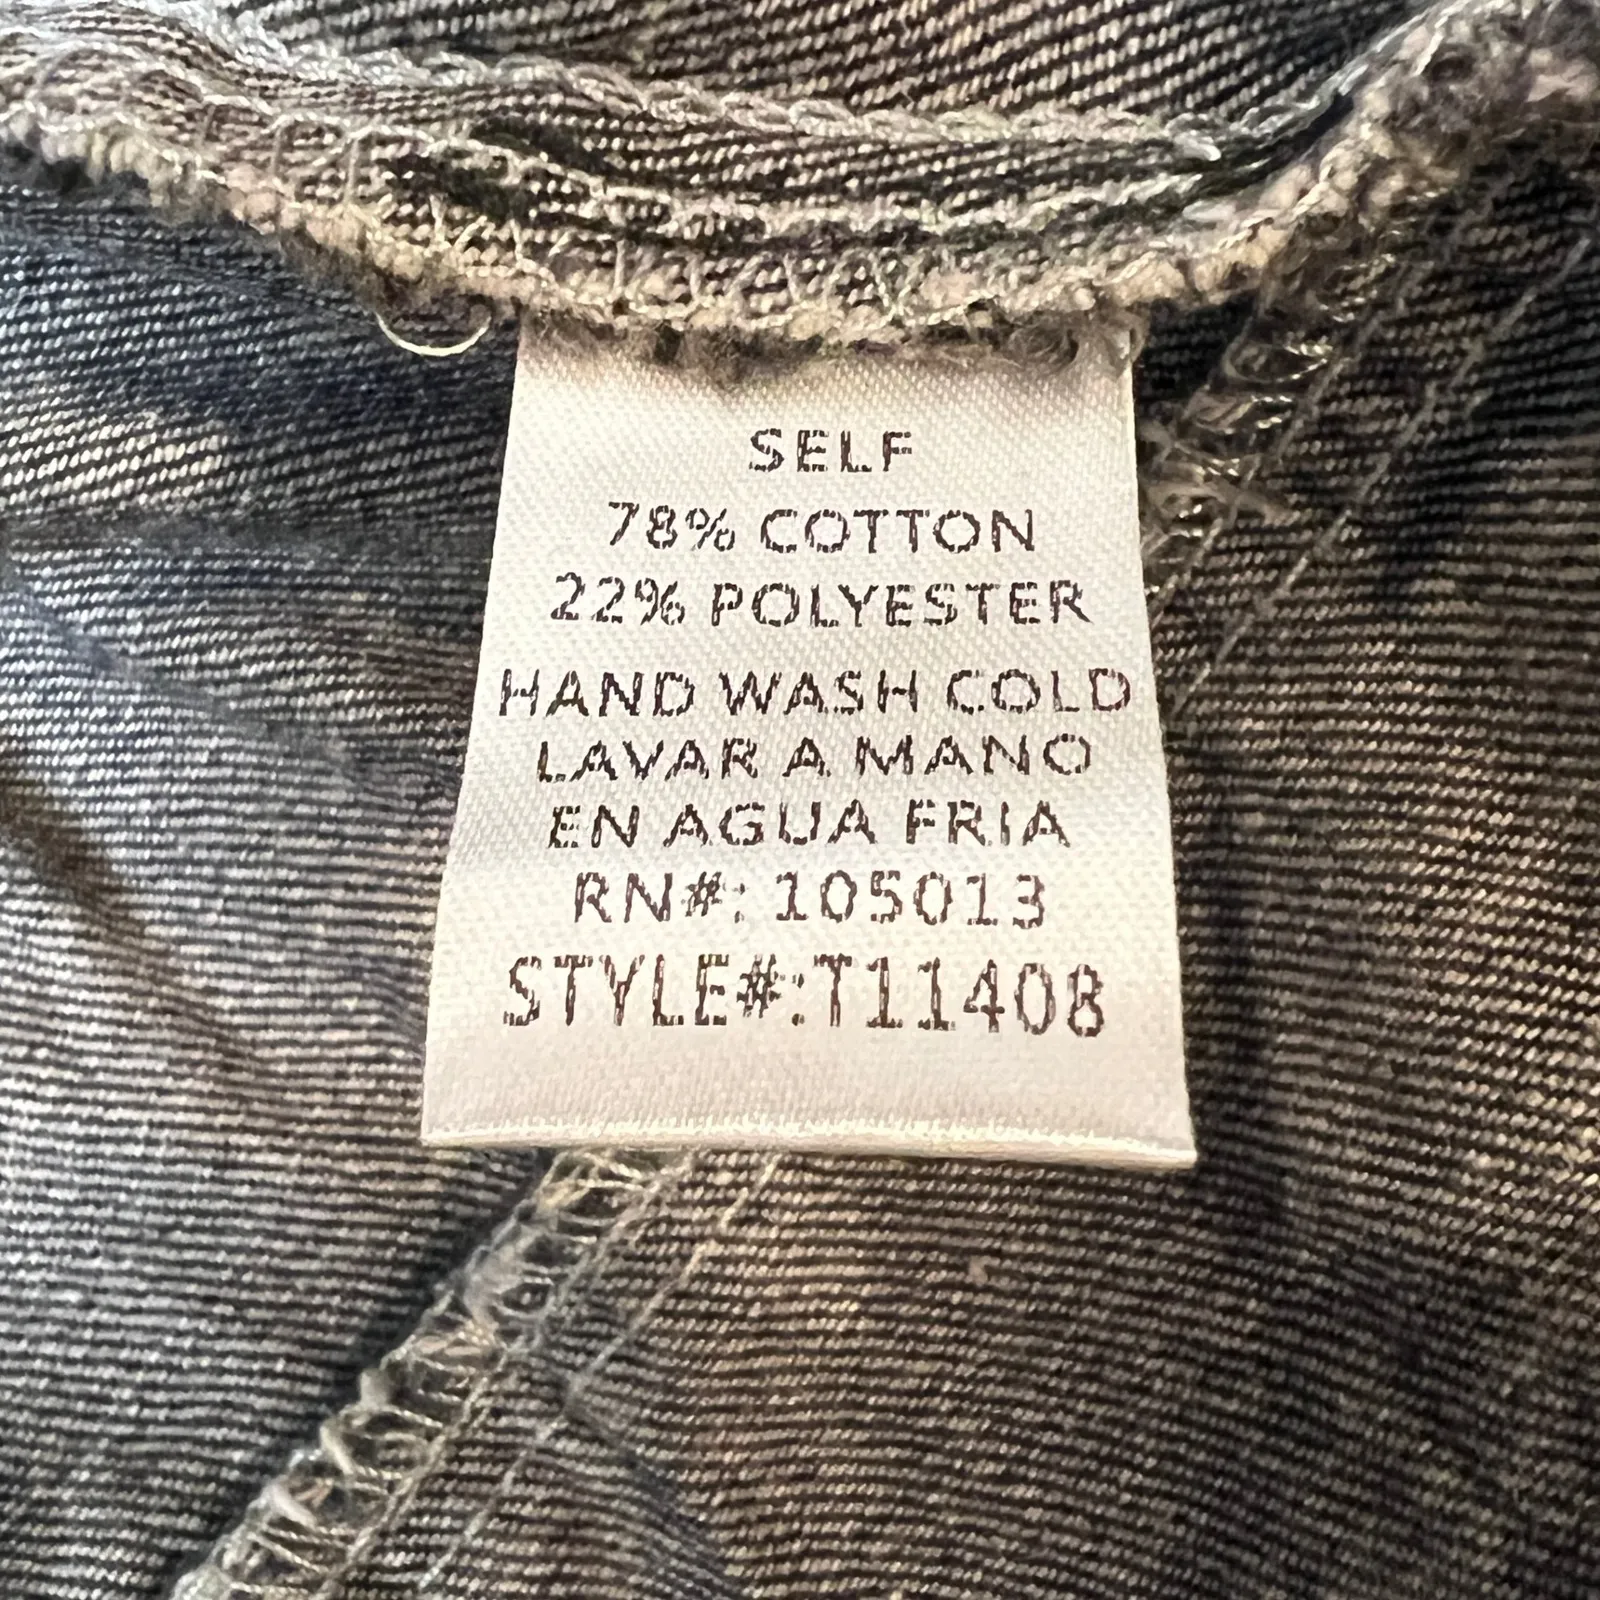 SELF
78% COTTON
22% POLYESTER
HAND WASH COLD
LAVAR A MANO
EN AGUA FRIA
RN#: 105013
STYLE#:T11408